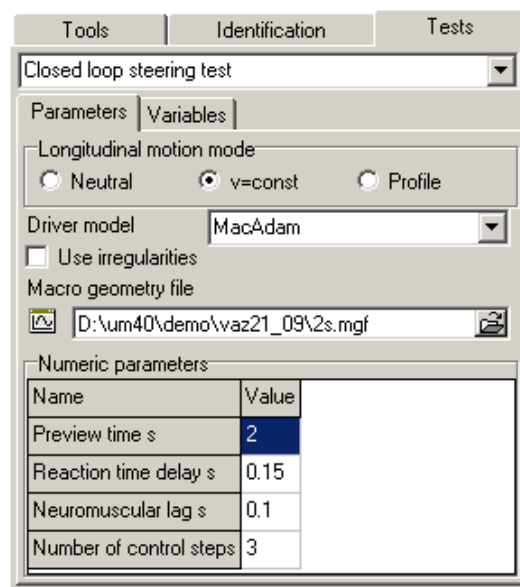 Tools Identification Tests
Closed loop steering test
Parameters Variables
Longitudinal motion mode
Neutral v=const Profile
Driver model MacAdam
Use irregularities
Macro geometry file
D:\um40\demo\vaz21_09\2s.mgf
Numeric parameters
Name Value
Preview time s 2
Reaction time delay s 0.15
Neuromuscular lag s 0.1
Number of control steps 3